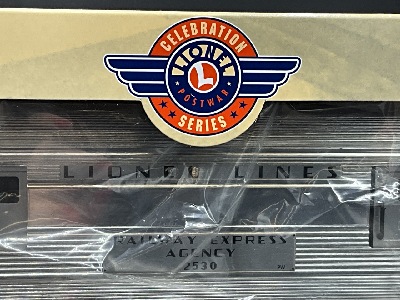 CELEBRATION
LIONEL
L
POSTWAR
SERIES
LIONEL LINES
RAILWAY EXPRESS
AGENCY
2530